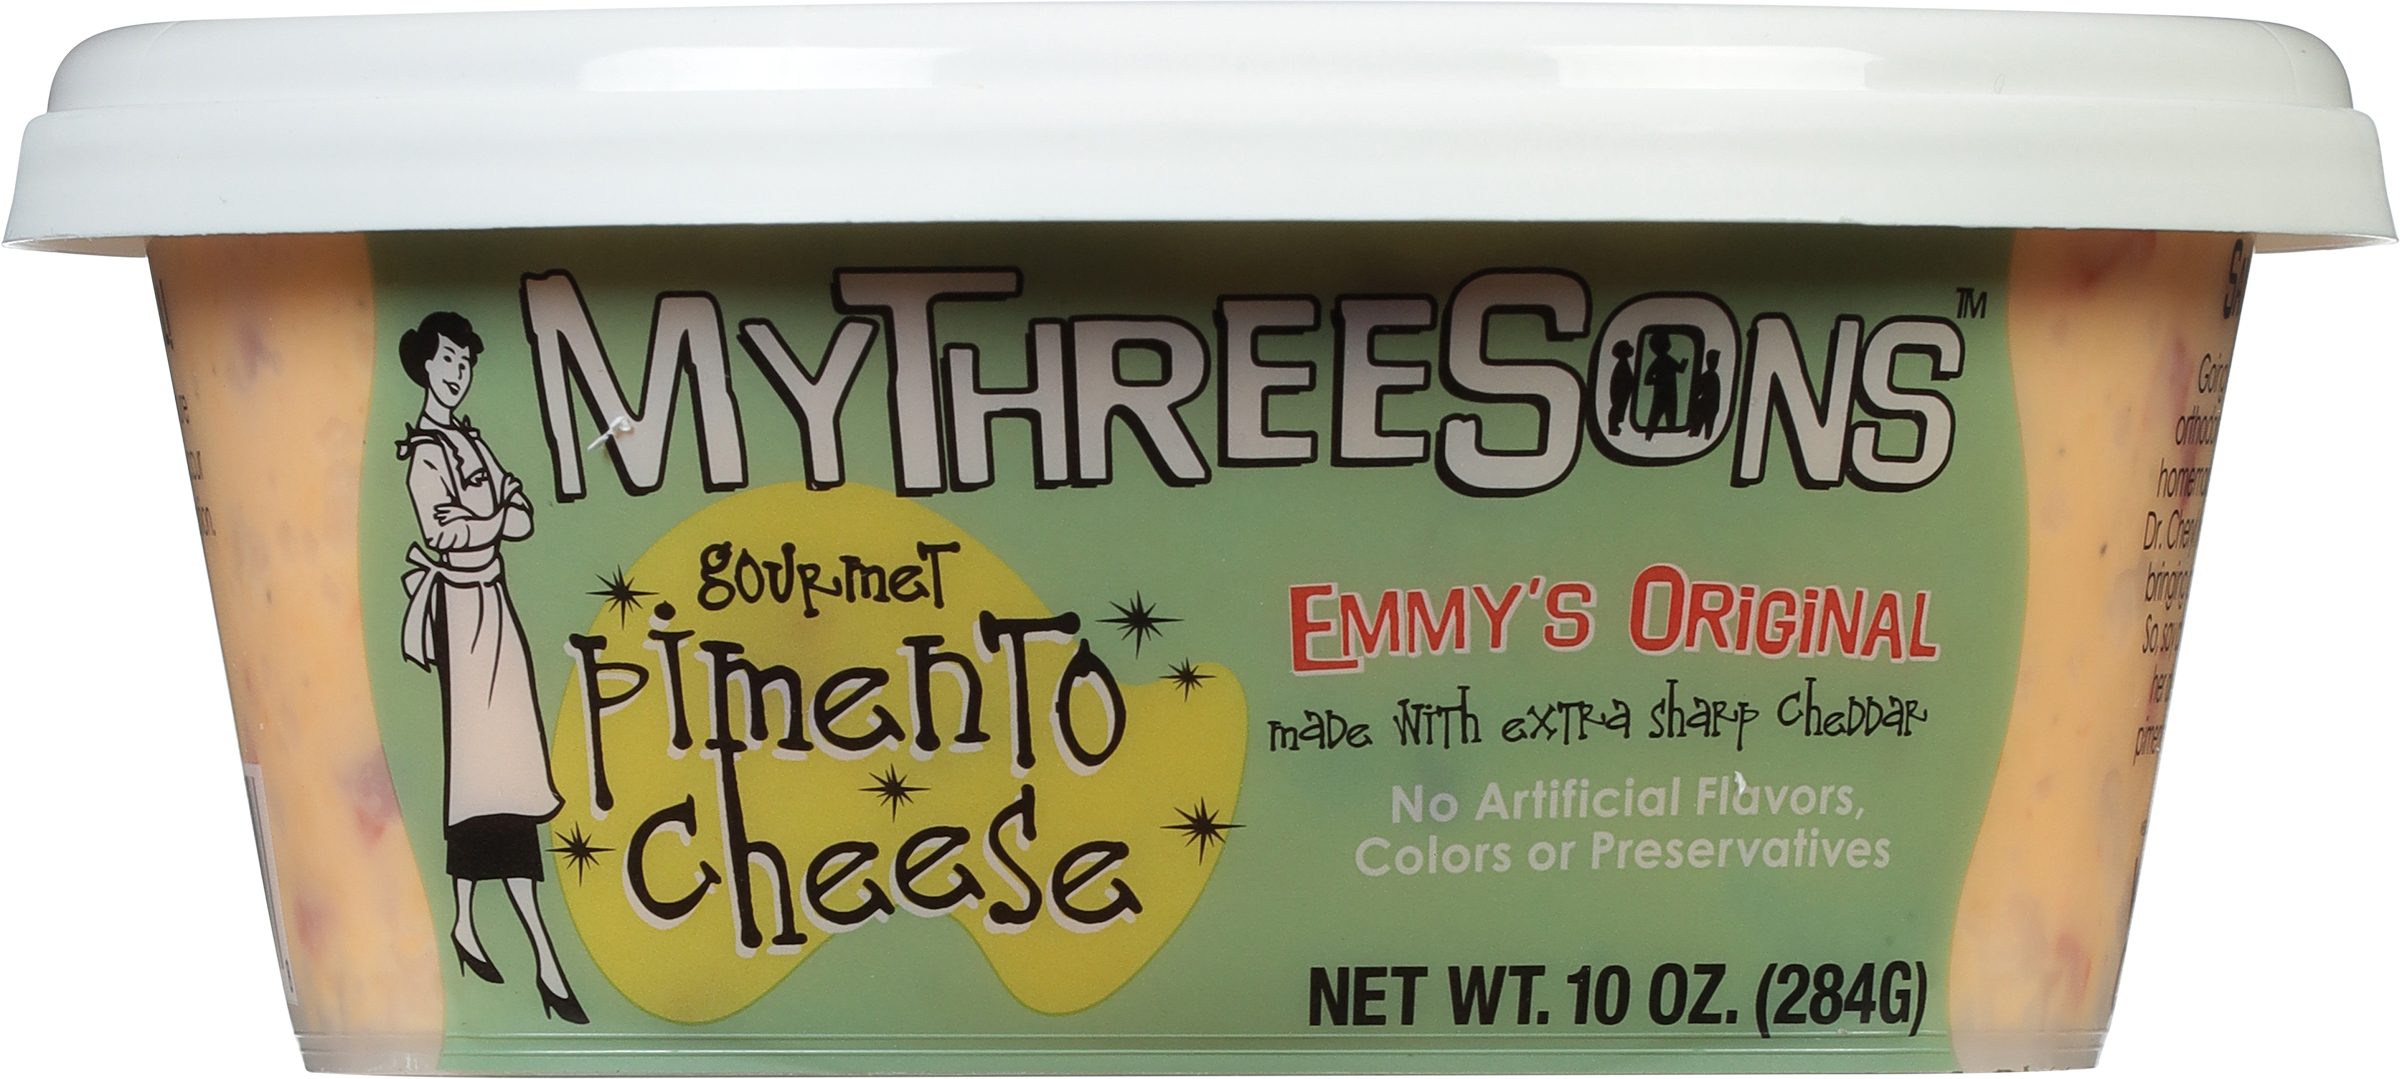 MyThreeSons™
gourmet
pimento
cheese
Emmy's Original
made with extra sharp cheddar
No Artificial Flavors,
Colors or Preservatives
NET WT. 10 OZ. (284G)